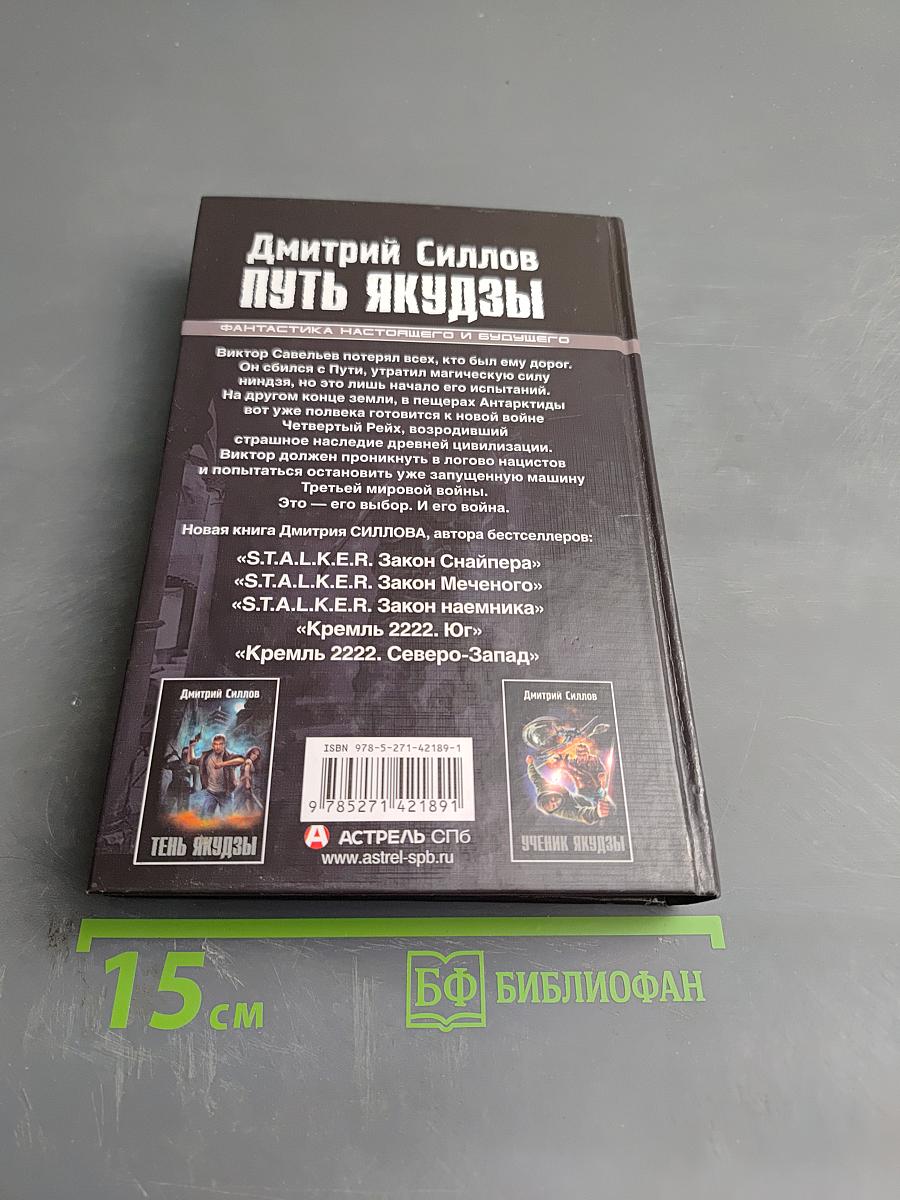 Дмитрий Силлов
ПУТЬ ЯКУДЗЫ
ФАНТАСТИКА НАСТОЯЩЕГО И БУДУЩЕГО
Виктор Савельев потерял всех, кто был ему дорог.
Он сбился с Пути, утратил магическую силу
ниндзя, но это лишь начало его испытаний.
На другом конце земли, в пещерах Антарктиды
вот уже полвека готовится к новой войне
Четвертый Рейх, возродивший
страшное наследие древней цивилизации.
Виктор должен проникнуть в логово нацистов
и попытаться остановить уже запущенную машину
Третьей мировой войны.
Это — его выбор. И его война.
Новая книга Дмитрия СИЛЛОВА, автора бестселлеров:
«S.T.A.L.K.E.R. Закон Снайпера»
«S.T.A.L.K.E.R. Закон Меченого»
«S.T.A.L.K.E.R. Закон наемника»
«Кремль 2222. Юг»
«Кремль 2222. Северо-Запад»
Дмитрий Силлов
ТЕНЬ ЯКУДЗЫ
ISBN 978-5-271-42189-1
9 785271 421891
АСТРЕЛЬ СПб
www.astrel-spb.ru
Дмитрий Силлов
УЧЕНИК ЯКУДЗЫ
15 см
БФ БИБЛИОФАН